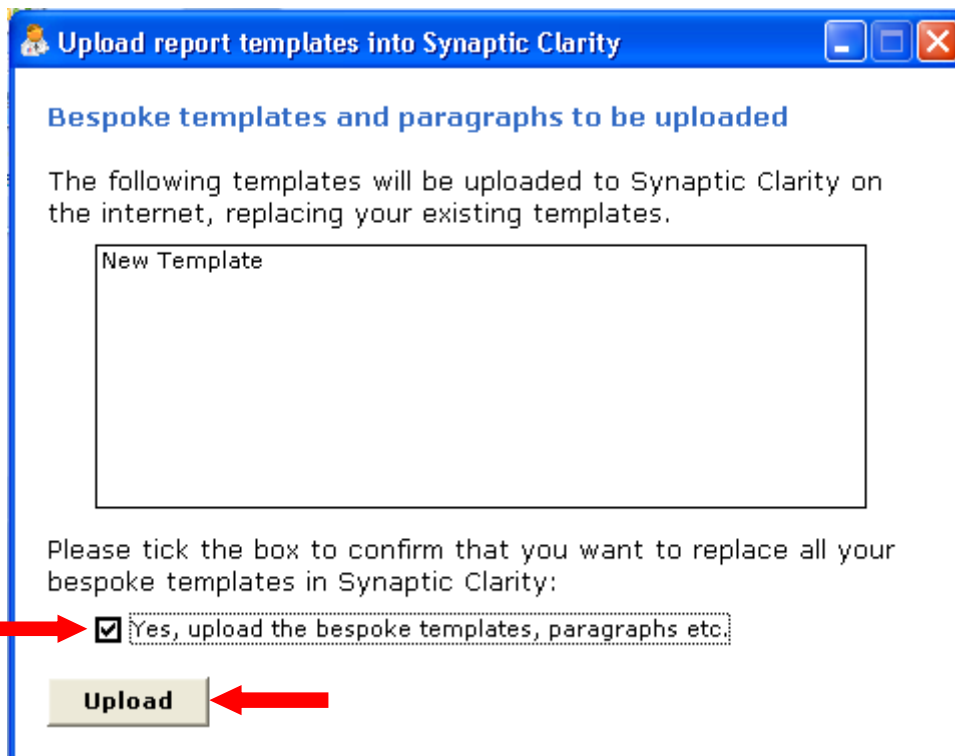 Upload report templates into Synaptic Clarity
Bespoke templates and paragraphs to be uploaded
The following templates will be uploaded to Synaptic Clarity on
the internet, replacing your existing templates.
New Template
Please tick the box to confirm that you want to replace all your
bespoke templates in Synaptic Clarity:
Yes, upload the bespoke templates, paragraphs etc.
Upload